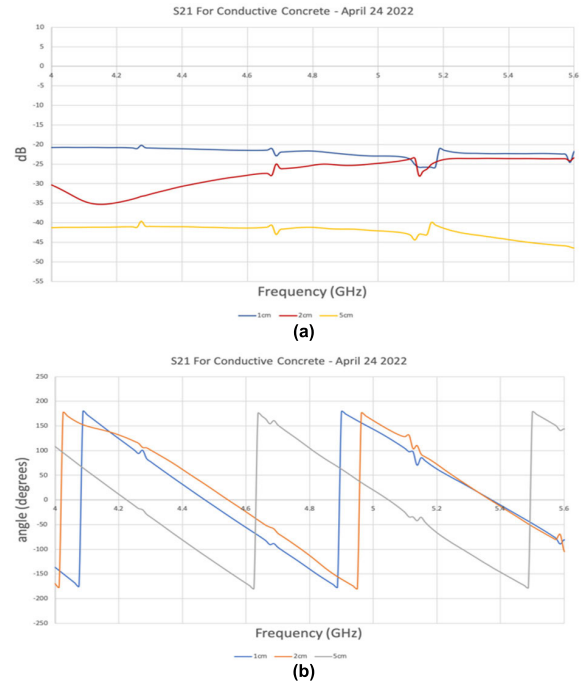 S21 For Conductive Concrete - April 24 2022
10
5
0
4 4.2 4.4 4.6 4.8 5 5.2 5.4 5.6
-5
-10
-15
-20
-25
-30
-35
-40
-45
-50
-55
dB
Frequency (GHz)
1cm 2cm 5cm
(a)
S21 For Conductive Concrete - April 24 2022
250
200
150
100
50
0
4 4.2 4.4 4.6 4.8 5 5.2 5.4 5.6
-50
-100
-150
-200
-250
angle (degrees)
Frequency (GHz)
1cm 2cm 5cm
(b)